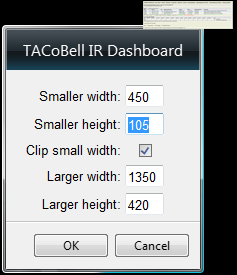 TACoBell IR Dashboard
Smaller width: 450
Smaller height: 105
Clip small width:
Larger width: 1350
Larger height: 420
OK Cancel